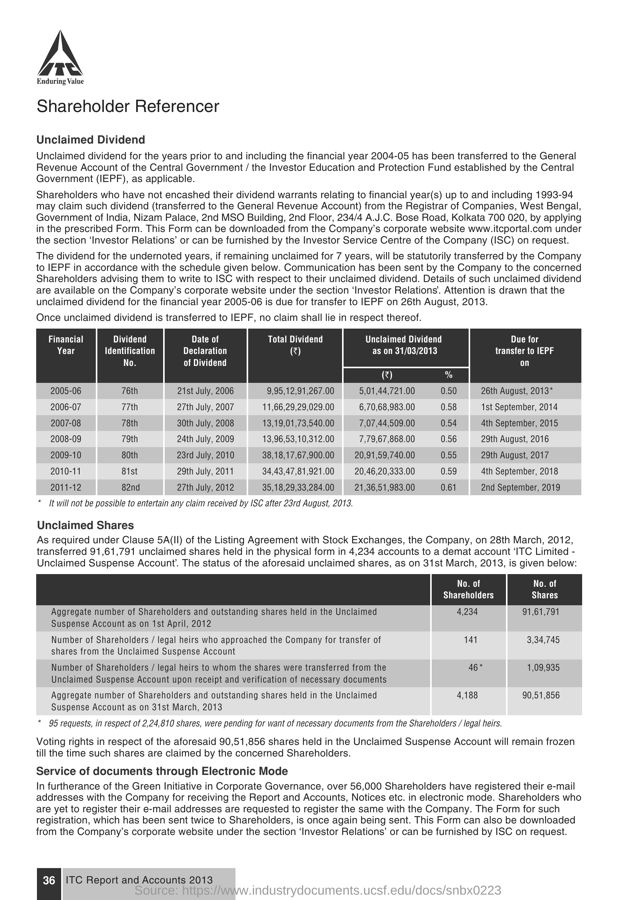 ITC
Enduring Value
Shareholder Referencer
Unclaimed Dividend
Unclaimed dividend for the years prior to and including the financial year 2004-05 has been transferred to the General
Revenue Account of the Central Government / the Investor Education and Protection Fund established by the Central
Government (IEPF), as applicable.
Shareholders who have not encashed their dividend warrants relating to financial year(s) up to and including 1993-94
may claim such dividend (transferred to the General Revenue Account) from the Registrar of Companies, West Bengal,
Government of India, Nizam Palace, 2nd MSO Building, 2nd Floor, 234/4 A.J.C. Bose Road, Kolkata 700 020, by applying
in the prescribed Form. This Form can be downloaded from the Company's corporate website www.itcportal.com under
the section 'Investor Relations' or can be furnished by the Investor Service Centre of the Company (ISC) on request.
The dividend for the undernoted years, if remaining unclaimed for 7 years, will be statutorily transferred by the Company
to IEPF in accordance with the schedule given below. Communication has been sent by the Company to the concerned
Shareholders advising them to write to ISC with respect to their unclaimed dividend. Details of such unclaimed dividend
are available on the Company's corporate website under the section 'Investor Relations'. Attention is drawn that the
unclaimed dividend for the financial year 2005-06 is due for transfer to IEPF on 26th August, 2013.
Once unclaimed dividend is transferred to IEPF, no claim shall lie in respect thereof.
Financial Year Dividend Identification No. Date of Declaration of Dividend Total Dividend (₹) Unclaimed Dividend as on 31/03/2013 Due for transfer to IEPF on
(₹) %
2005-06 76th 21st July, 2006 9,95,12,91,267.00 5,01,44,721.00 0.50 26th August, 2013*
2006-07 77th 27th July, 2007 11,66,29,29,029.00 6,70,68,983.00 0.58 1st September, 2014
2007-08 78th 30th July, 2008 13,19,01,73,540.00 7,07,44,509.00 0.54 4th September, 2015
2008-09 79th 24th July, 2009 13,96,53,10,312.00 7,79,67,868.00 0.56 29th August, 2016
2009-10 80th 23rd July, 2010 38,18,17,67,900.00 20,91,59,740.00 0.55 29th August, 2017
2010-11 81st 29th July, 2011 34,43,47,81,921.00 20,46,20,333.00 0.59 4th September, 2018
2011-12 82nd 27th July, 2012 35,18,29,33,284.00 21,36,51,983.00 0.61 2nd September, 2019
* It will not be possible to entertain any claim received by ISC after 23rd August, 2013.
Unclaimed Shares
As required under Clause 5A(II) of the Listing Agreement with Stock Exchanges, the Company, on 28th March, 2012,
transferred 91,61,791 unclaimed shares held in the physical form in 4,234 accounts to a demat account 'ITC Limited -
Unclaimed Suspense Account'. The status of the aforesaid unclaimed shares, as on 31st March, 2013, is given below:
No. of Shareholders No. of Shares
Aggregate number of Shareholders and outstanding shares held in the Unclaimed 4,234 91,61,791
Suspense Account as on 1st April, 2012
Number of Shareholders / legal heirs who approached the Company for transfer of 141 3,34,745
shares from the Unclaimed Suspense Account
Number of Shareholders / legal heirs to whom the shares were transferred from the 46* 1,09,935
Unclaimed Suspense Account upon receipt and verification of necessary documents
Aggregate number of Shareholders and outstanding shares held in the Unclaimed 4,188 90,51,856
Suspense Account as on 31st March, 2013
* 95 requests, in respect of 2,24,810 shares, were pending for want of necessary documents from the Shareholders / legal heirs.
Voting rights in respect of the aforesaid 90,51,856 shares held in the Unclaimed Suspense Account will remain frozen
till the time such shares are claimed by the concerned Shareholders.
Service of documents through Electronic Mode
In furtherance of the Green Initiative in Corporate Governance, over 56,000 Shareholders have registered their e-mail
addresses with the Company for receiving the Report and Accounts, Notices etc. in electronic mode. Shareholders who
are yet to register their e-mail addresses are requested to register the same with the Company. The Form for such
registration, which has been sent twice to Shareholders, is once again being sent. This Form can also be downloaded
from the Company's corporate website under the section 'Investor Relations' or can be furnished by ISC on request.
36 ITC Report and Accounts 2013
Source: https://www.industrydocuments.ucsf.edu/docs/snbx0223